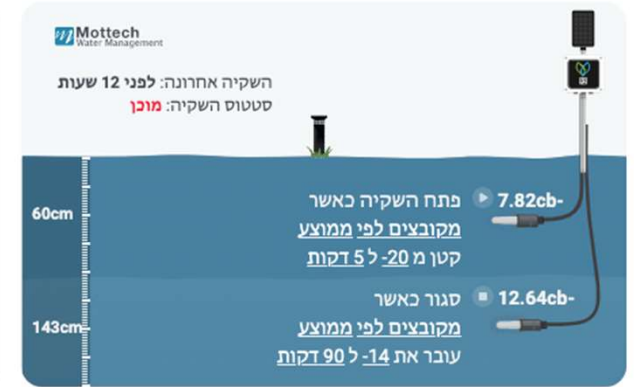 Mottech
Water Management
השקיה אחרונה: לפני 12 שעות
סטטוס השקיה: מוכן
60cm
7.82cb-
פתח השקיה כאשר
מקובצים לפי ממוצע
קטן מ 20- ל 5 דקות
143cm
12.64cb-
סגור כאשר
מקובצים לפי ממוצע
עובר את 14- ל 90 דקות